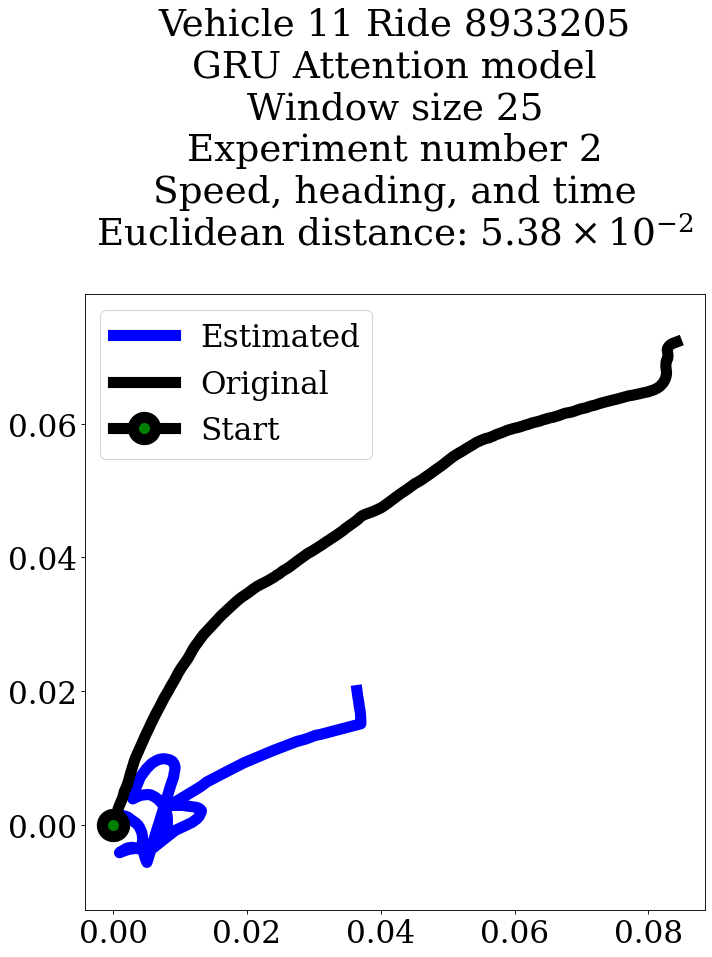 Vehicle 11 Ride 8933205
GRU Attention model
Window size 25
Experiment number 2
Speed, heading, and time
Euclidean distance: 5.38 × 10⁻²
Estimated
Original
Start
0.06
0.04
0.02
0.00
0.00 0.02 0.04 0.06 0.08